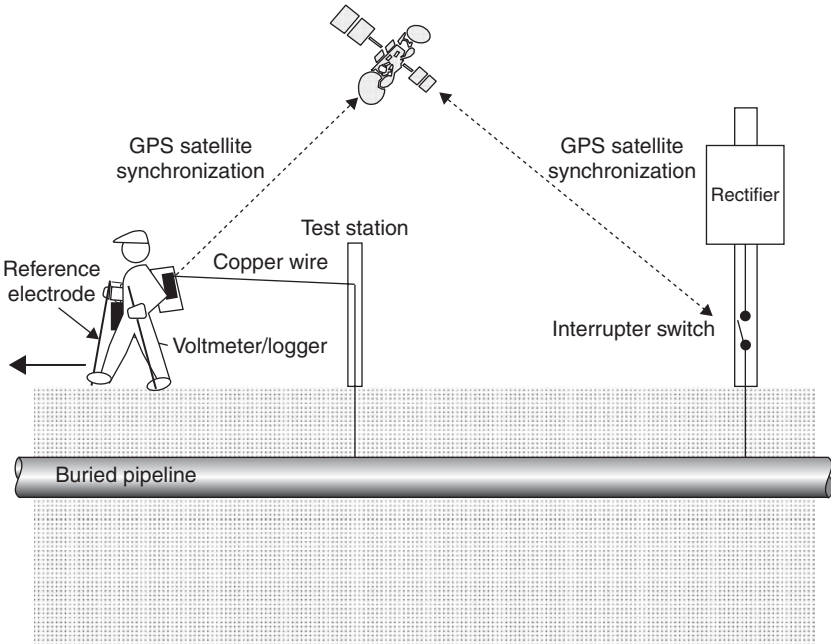 GPS satellite
synchronization
GPS satellite
synchronization
Rectifier
Test station
Copper wire
Reference
electrode
Voltmeter/logger
Interrupter switch
Buried pipeline